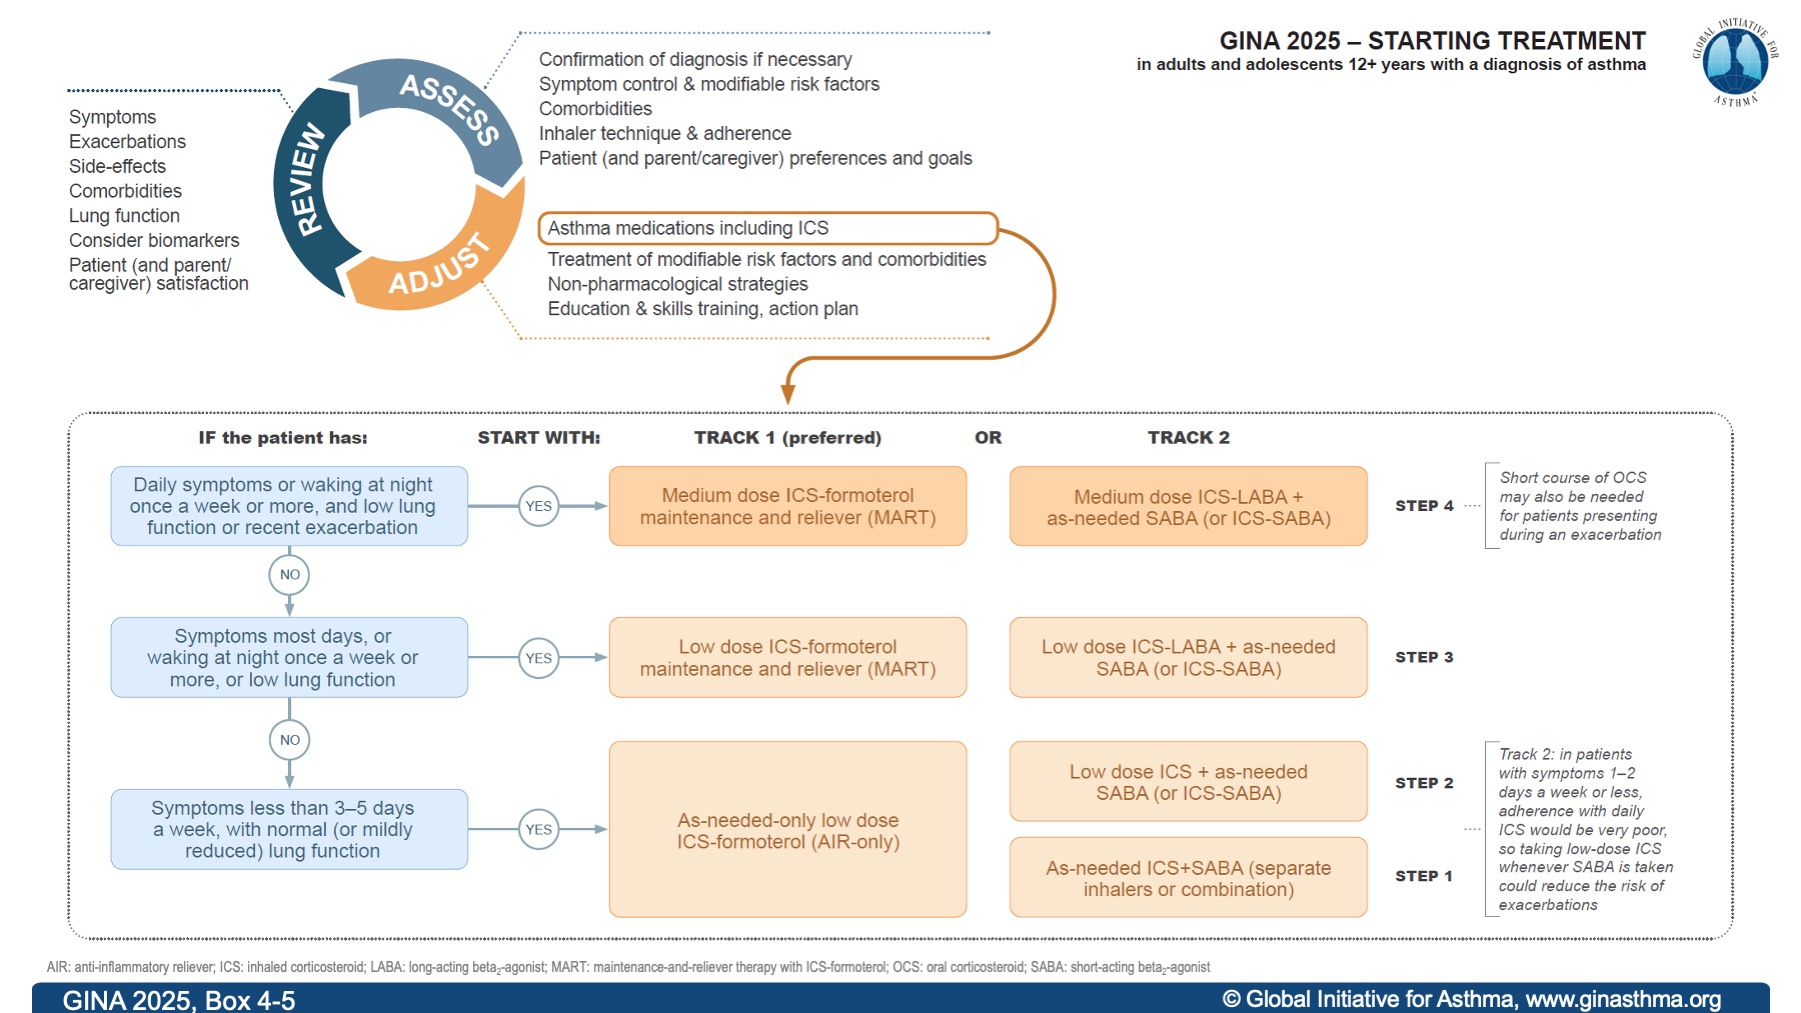 GINA 2025 – STARTING TREATMENT
in adults and adolescents 12+ years with a diagnosis of asthma
GLOBAL INITIATIVE FOR
ASTHMA
REVIEW
ASSESS
ADJUST
Symptoms
Exacerbations
Side-effects
Comorbidities
Lung function
Consider biomarkers
Patient (and parent/
caregiver) satisfaction
Confirmation of diagnosis if necessary
Symptom control & modifiable risk factors
Comorbidities
Inhaler technique & adherence
Patient (and parent/caregiver) preferences and goals
Asthma medications including ICS
Treatment of modifiable risk factors and comorbidities
Non-pharmacological strategies
Education & skills training, action plan
IF the patient has:
START WITH:
TRACK 1 (preferred)
OR
TRACK 2
Daily symptoms or waking at night
once a week or more, and low lung
function or recent exacerbation
YES
Medium dose ICS-formoterol
maintenance and reliever (MART)
Medium dose ICS-LABA +
as-needed SABA (or ICS-SABA)
STEP 4
Short course of OCS
may also be needed
for patients presenting
during an exacerbation
NO
Symptoms most days, or
waking at night once a week or
more, or low lung function
YES
Low dose ICS-formoterol
maintenance and reliever (MART)
Low dose ICS-LABA + as-needed
SABA (or ICS-SABA)
STEP 3
NO
Symptoms less than 3–5 days
a week, with normal (or mildly
reduced) lung function
YES
As-needed-only low dose
ICS-formoterol (AIR-only)
Low dose ICS + as-needed
SABA (or ICS-SABA)
STEP 2
As-needed ICS+SABA (separate
inhalers or combination)
STEP 1
Track 2: in patients
with symptoms 1–2
days a week or less,
adherence with daily
ICS would be very poor,
so taking low-dose ICS
whenever SABA is taken
could reduce the risk of
exacerbations
AIR: anti-inflammatory reliever; ICS: inhaled corticosteroid; LABA: long-acting beta₂-agonist; MART: maintenance-and-reliever therapy with ICS-formoterol; OCS: oral corticosteroid; SABA: short-acting beta₂-agonist
GINA 2025, Box 4-5
© Global Initiative for Asthma, www.ginasthma.org